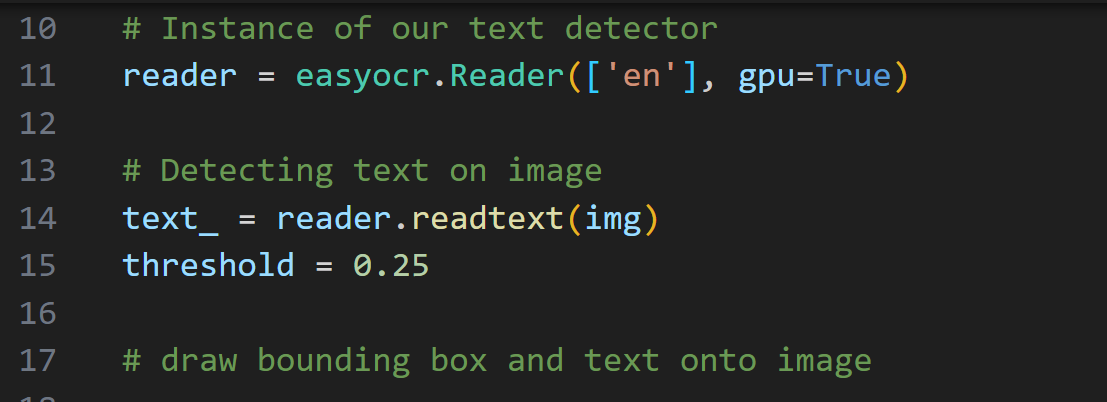 10 # Instance of our text detector
11 reader = easyocr.Reader(['en'], gpu=True)
12
13 # Detecting text on image
14 text_ = reader.readtext(img)
15 threshold = 0.25
16
17 # draw bounding box and text onto image